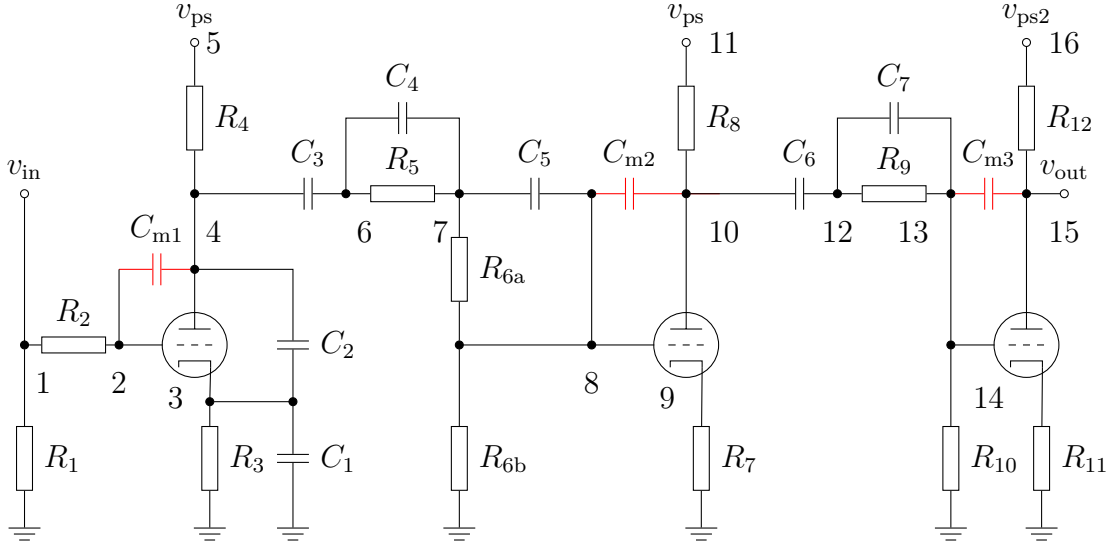 v_ps v_ps v_ps2
5 11 16
C_4 C_7
R_4 R_8 R_12
C_3 R_5 C_5 C_m2 C_6 R_9 C_m3 v_out
v_in
C_m1 4 6 7 10 12 13 15
R_6a
R_2 C_2
1 2 3 8 9 14
R_1 R_3 C_1 R_6b R_7 R_10 R_11